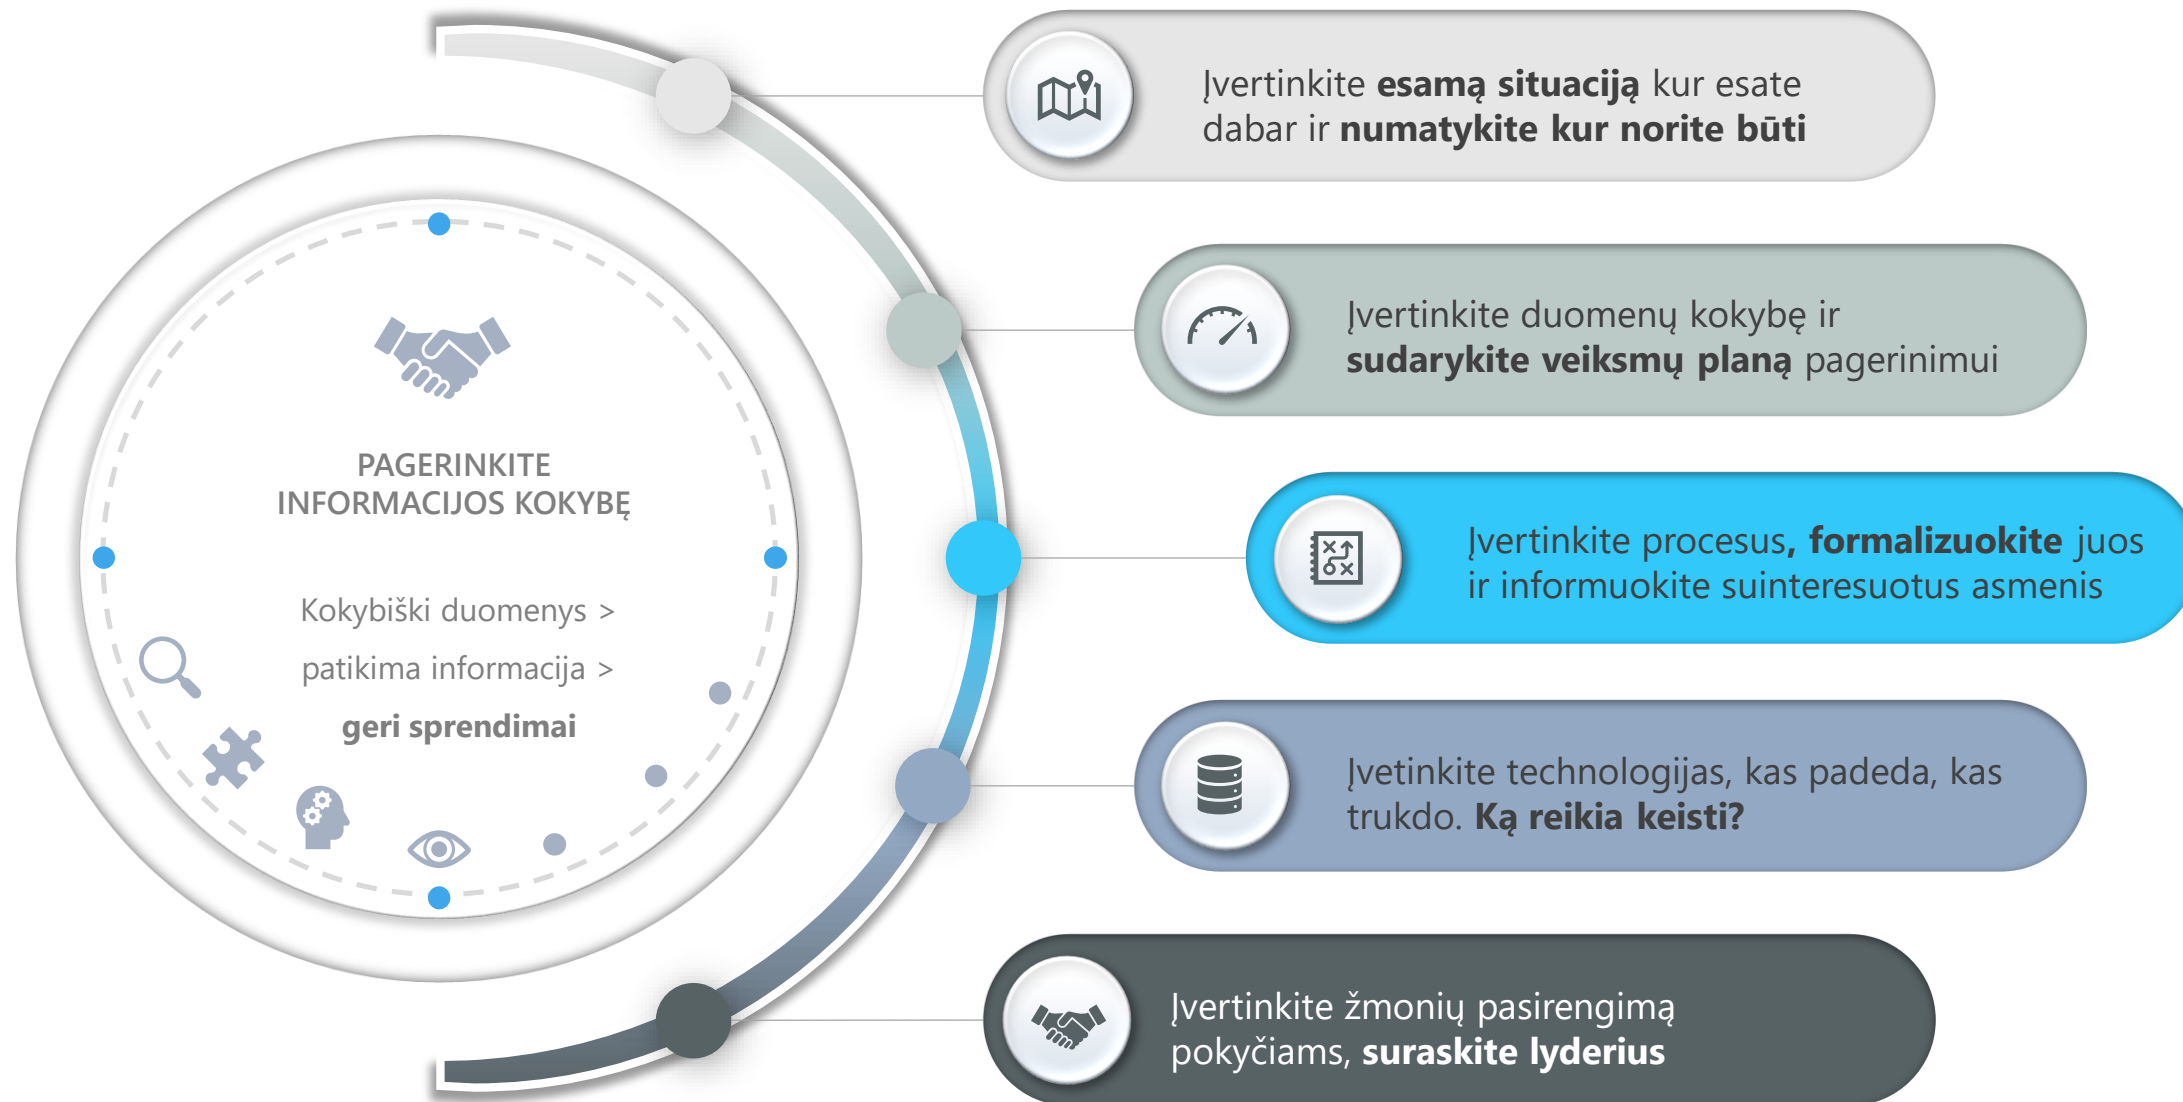 PAGERINKITE
INFORMACIJOS KOKYBĘ
Kokybiški duomenys >
patikima informacija >
geri sprendimai
Įvertinkite esamą situaciją kur esate
dabar ir numatykite kur norite būti
Įvertinkite duomenų kokybę ir
sudarykite veiksmų planą pagerinimui
Įvertinkite procesus, formalizuokite juos
ir informuokite suinteresuotus asmenis
Įvetinkite technologijas, kas padeda, kas
trukdo. Ką reikia keisti?
Įvertinkite žmonių pasirengimą
pokyčiams, suraskite lyderius